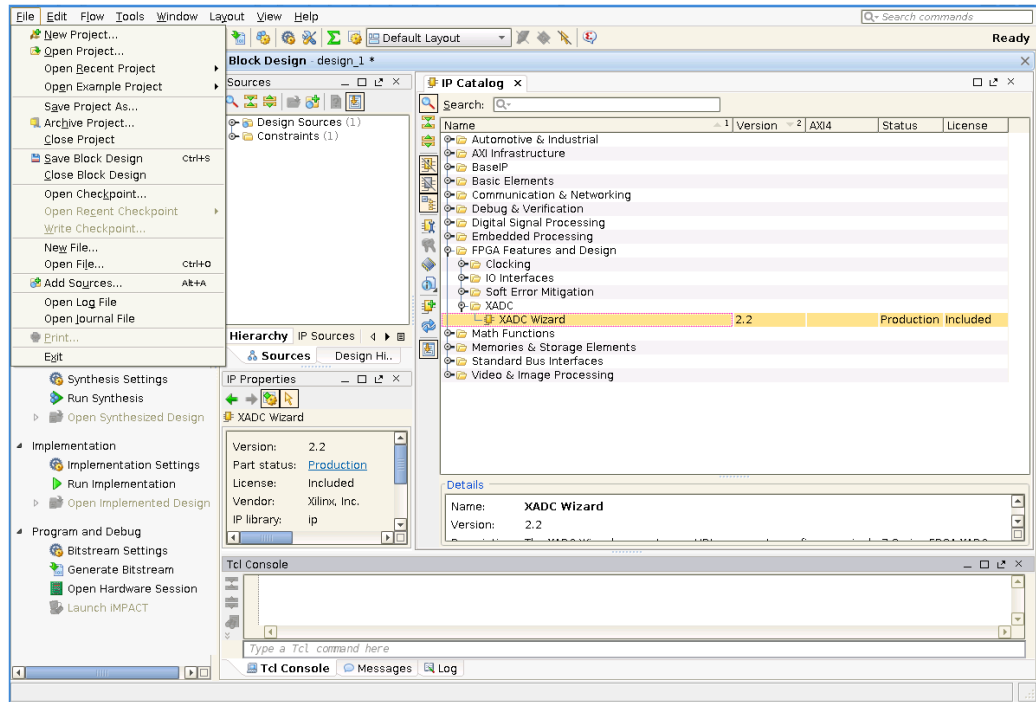 File Edit Flow Tools Window Layout View Help
Search commands
New Project...
Open Project...
Open Recent Project
Open Example Project
Save Project As...
Archive Project...
Close Project
Save Block Design Ctrl+S
Close Block Design
Open Checkpoint...
Open Recent Checkpoint
Write Checkpoint...
New File...
Open File... Ctrl+O
Add Sources... Alt+A
Open Log File
Open Journal File
Print...
Exit
Synthesis Settings
Run Synthesis
Open Synthesized Design
Implementation
Implementation Settings
Run Implementation
Open Implemented Design
Program and Debug
Bitstream Settings
Generate Bitstream
Open Hardware Session
Launch iMPACT
Default Layout
Ready
Block Design - design_1 *
Sources
Design Sources (1)
Constraints (1)
Hierarchy IP Sources
Sources Design Hi..
IP Properties
XADC Wizard
Version: 2.2
Part status: Production
License: Included
Vendor: Xilinx, Inc.
IP library: ip
IP Catalog
Search:
Name 1 Version 2 AXI4 Status License
Automotive & Industrial
AXI Infrastructure
BaseIP
Basic Elements
Communication & Networking
Debug & Verification
Digital Signal Processing
Embedded Processing
FPGA Features and Design
Clocking
IO Interfaces
Soft Error Mitigation
XADC
XADC Wizard 2.2 Production Included
Math Functions
Memories & Storage Elements
Standard Bus Interfaces
Video & Image Processing
Details
Name: XADC Wizard
Version: 2.2
Tcl Console
Type a Tcl command here
Tcl Console Messages Log